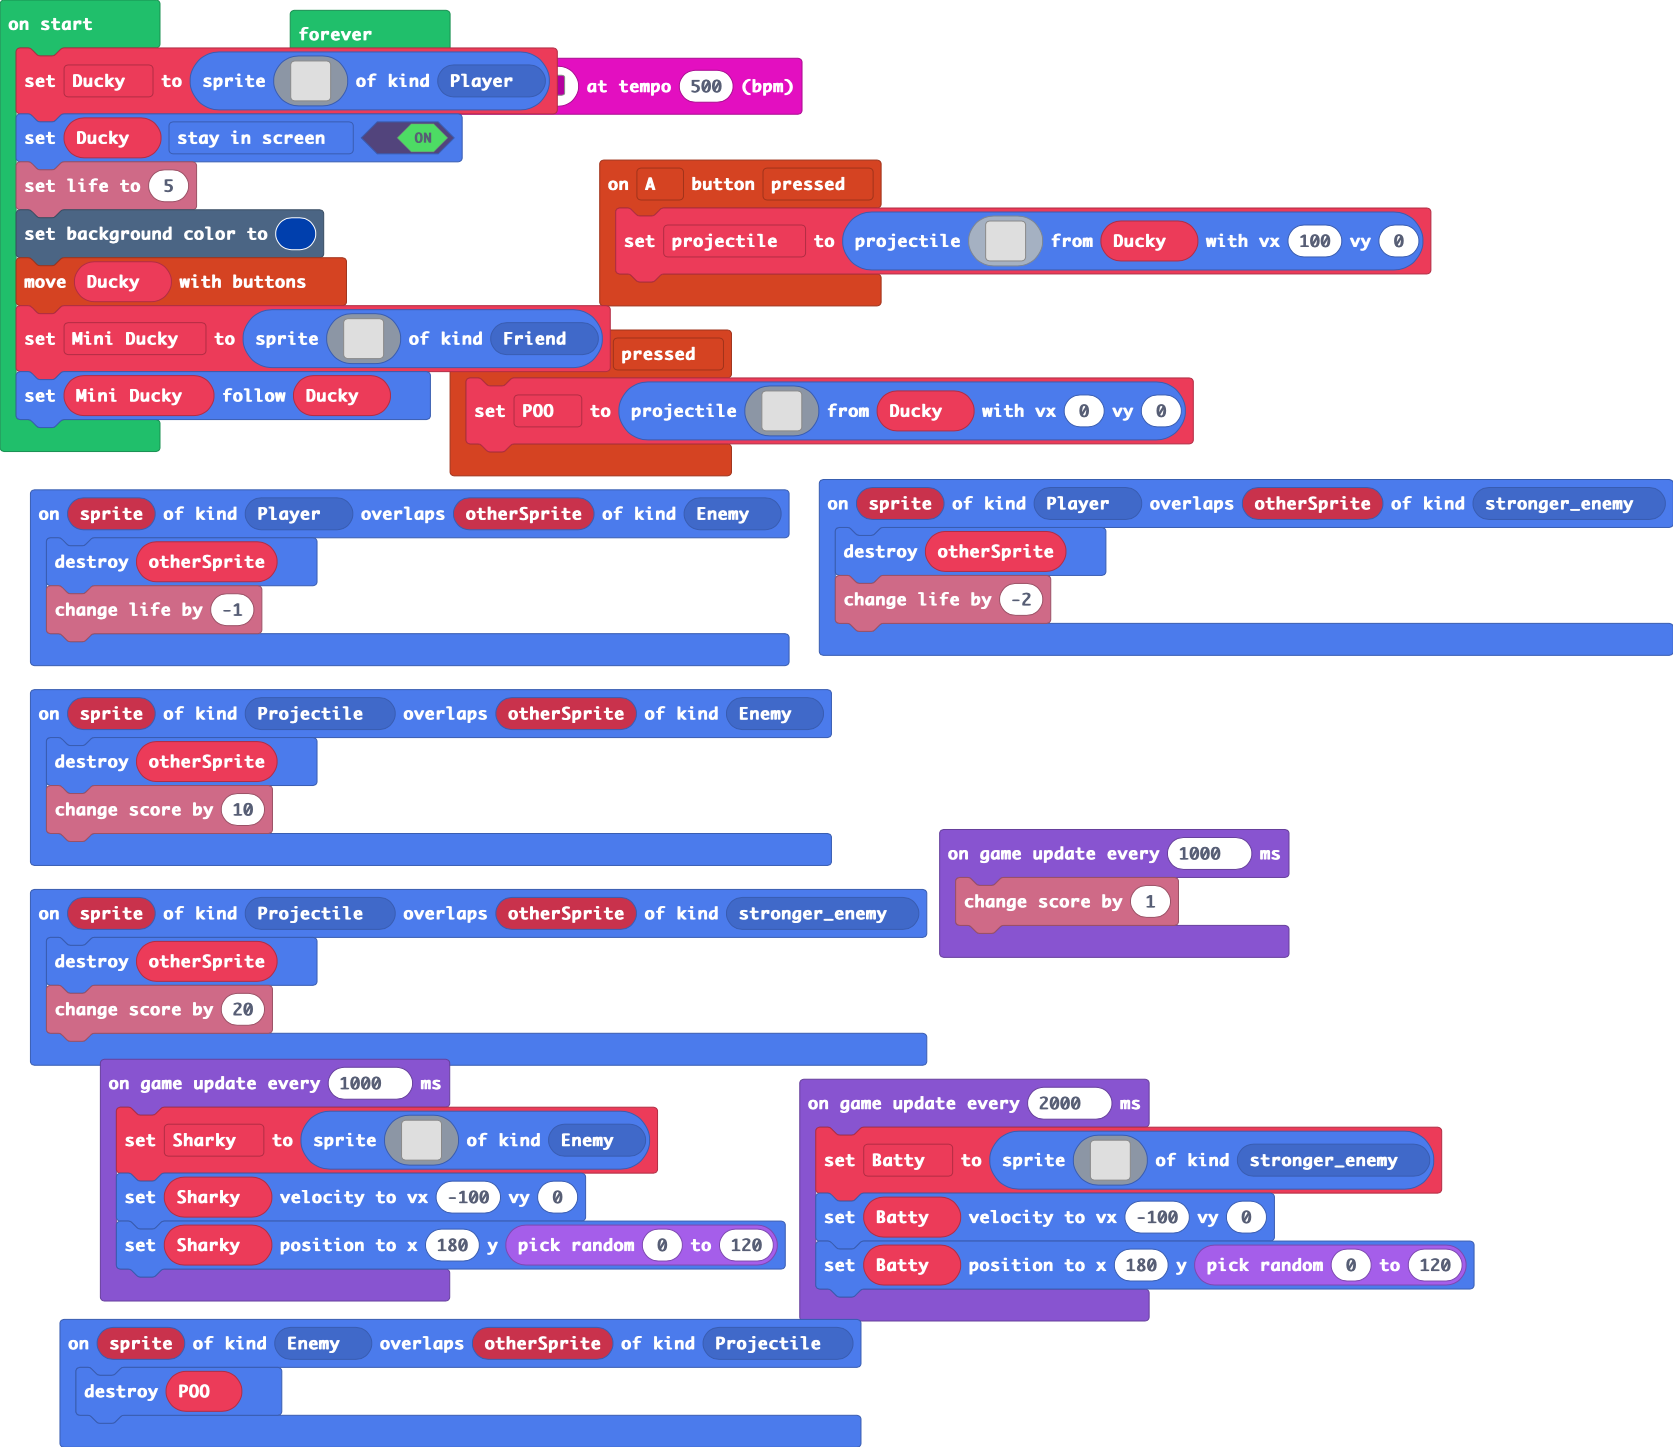 on start
forever
set Ducky to sprite of kind Player
at tempo 500 (bpm)
set Ducky stay in screen ON
set life to 5
set background color to
move Ducky with buttons
set Mini Ducky to sprite of kind Friend
set Mini Ducky follow Ducky
on A button pressed
set projectile to projectile from Ducky with vx 100 vy 0
pressed
set POO to projectile from Ducky with vx 0 vy 0
on sprite of kind Player overlaps otherSprite of kind Enemy
destroy otherSprite
change life by -1
on sprite of kind Player overlaps otherSprite of kind stronger_enemy
destroy otherSprite
change life by -2
on sprite of kind Projectile overlaps otherSprite of kind Enemy
destroy otherSprite
change score by 10
on game update every 1000 ms
change score by 1
on sprite of kind Projectile overlaps otherSprite of kind stronger_enemy
destroy otherSprite
change score by 20
on game update every 1000 ms
set Sharky to sprite of kind Enemy
set Sharky velocity to vx -100 vy 0
set Sharky position to x 180 y pick random 0 to 120
on game update every 2000 ms
set Batty to sprite of kind stronger_enemy
set Batty velocity to vx -100 vy 0
set Batty position to x 180 y pick random 0 to 120
on sprite of kind Enemy overlaps otherSprite of kind Projectile
destroy POO